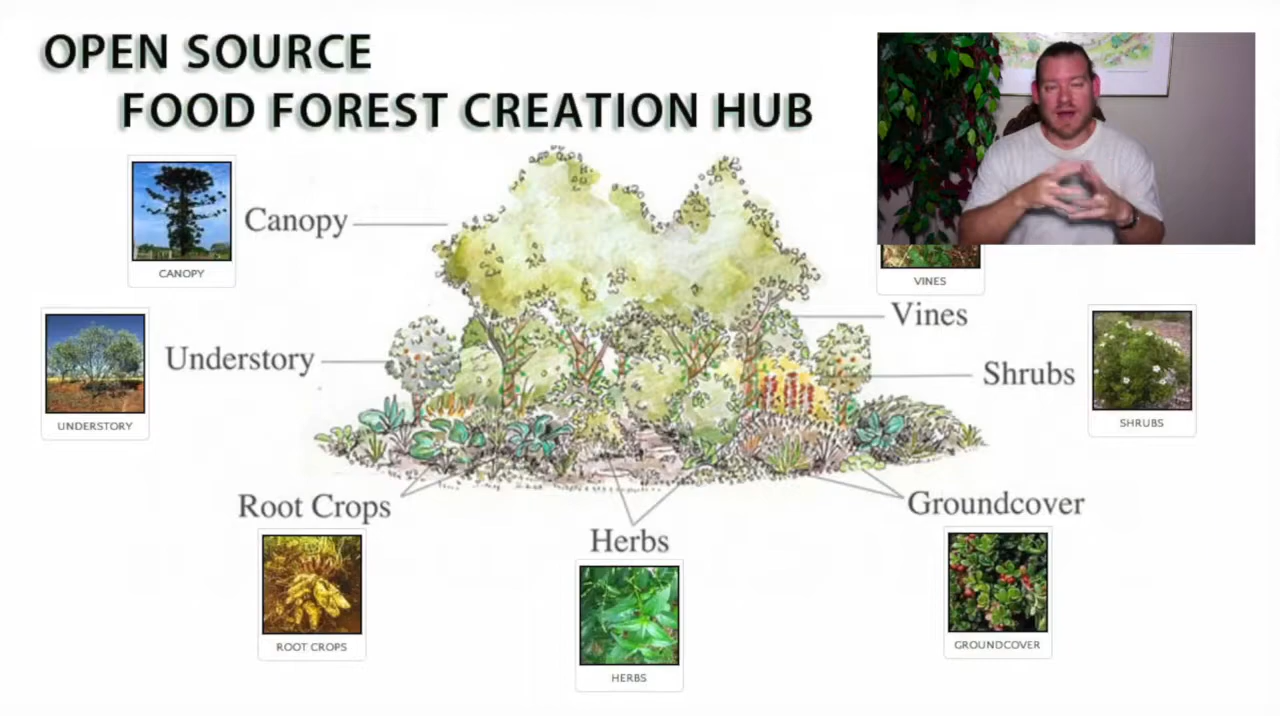 OPEN SOURCE
FOOD FOREST CREATION HUB
CANOPY
Canopy
VINES
Vines
UNDERSTORY
Understory
Shrubs
SHRUBS
Root Crops
ROOT CROPS
Herbs
HERBS
Groundcover
GROUNDCOVER